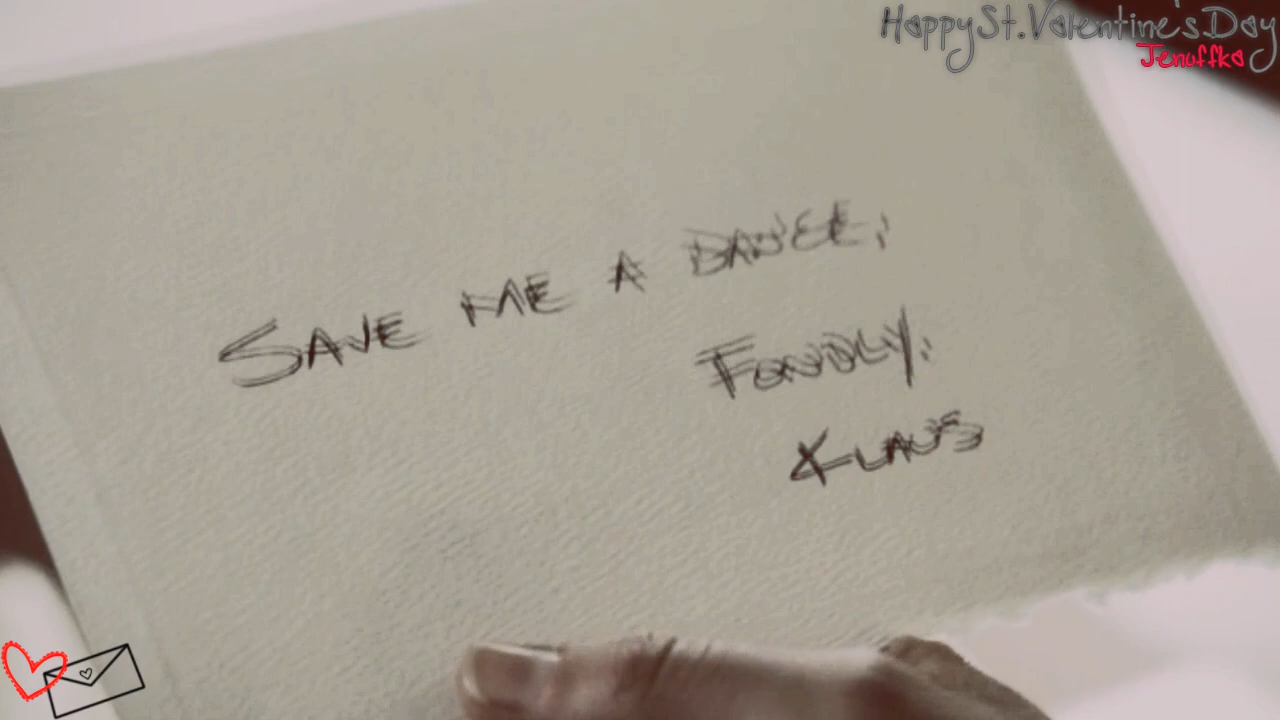 HappySt.Valentine'sDay
Jenuffka
SAVE ME A DANCE,
FONDLY,
KLAUS